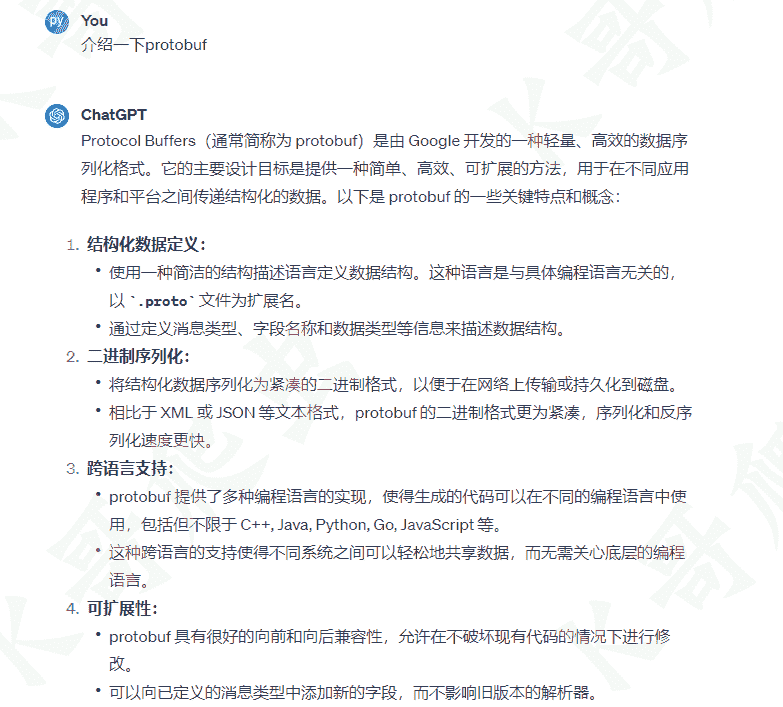 You
介绍一下protobuf
ChatGPT
Protocol Buffers（通常简称为 protobuf）是由 Google 开发的一种轻量、高效的数据序
列化格式。它的主要设计目标是提供一种简单、高效、可扩展的方法，用于在不同应用
程序和平台之间传递结构化的数据。以下是 protobuf 的一些关键特点和概念：
1. 结构化数据定义：
• 使用一种简洁的结构描述语言定义数据结构。这种语言是与具体编程语言无关的，
以 `.proto` 文件为扩展名。
• 通过定义消息类型、字段名称和数据类型等信息来描述数据结构。
2. 二进制序列化：
• 将结构化数据序列化为紧凑的二进制格式，以便于在网络上传输或持久化到磁盘。
• 相比于 XML 或 JSON 等文本格式，protobuf 的二进制格式更为紧凑，序列化和反序
列化速度更快。
3. 跨语言支持：
• protobuf 提供了多种编程语言的实现，使得生成的代码可以在不同的编程语言中使
用，包括但不限于 C++, Java, Python, Go, JavaScript 等。
• 这种跨语言的支持使得不同系统之间可以轻松地共享数据，而无需关心底层的编程
语言。
4. 可扩展性：
• protobuf 具有很好的向前和向后兼容性，允许在不破坏现有代码的情况下进行修
改。
• 可以向已定义的消息类型中添加新的字段，而不影响旧版本的解析器。
K哥爬虫